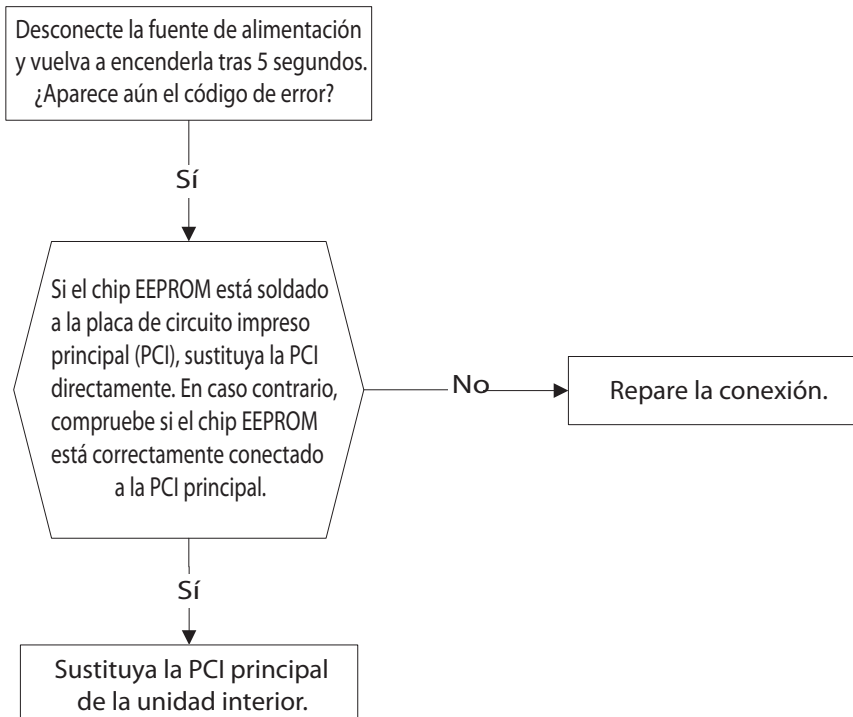 Desconecte la fuente de alimentación
y vuelva a encenderla tras 5 segundos.
¿Aparece aún el código de error?
Sí
Si el chip EEPROM está soldado
a la placa de circuito impreso
principal (PCI), sustituya la PCI
directamente. En caso contrario,
compruebe si el chip EEPROM
está correctamente conectado
a la PCI principal.
No
Repare la conexión.
Sí
Sustituya la PCI principal
de la unidad interior.